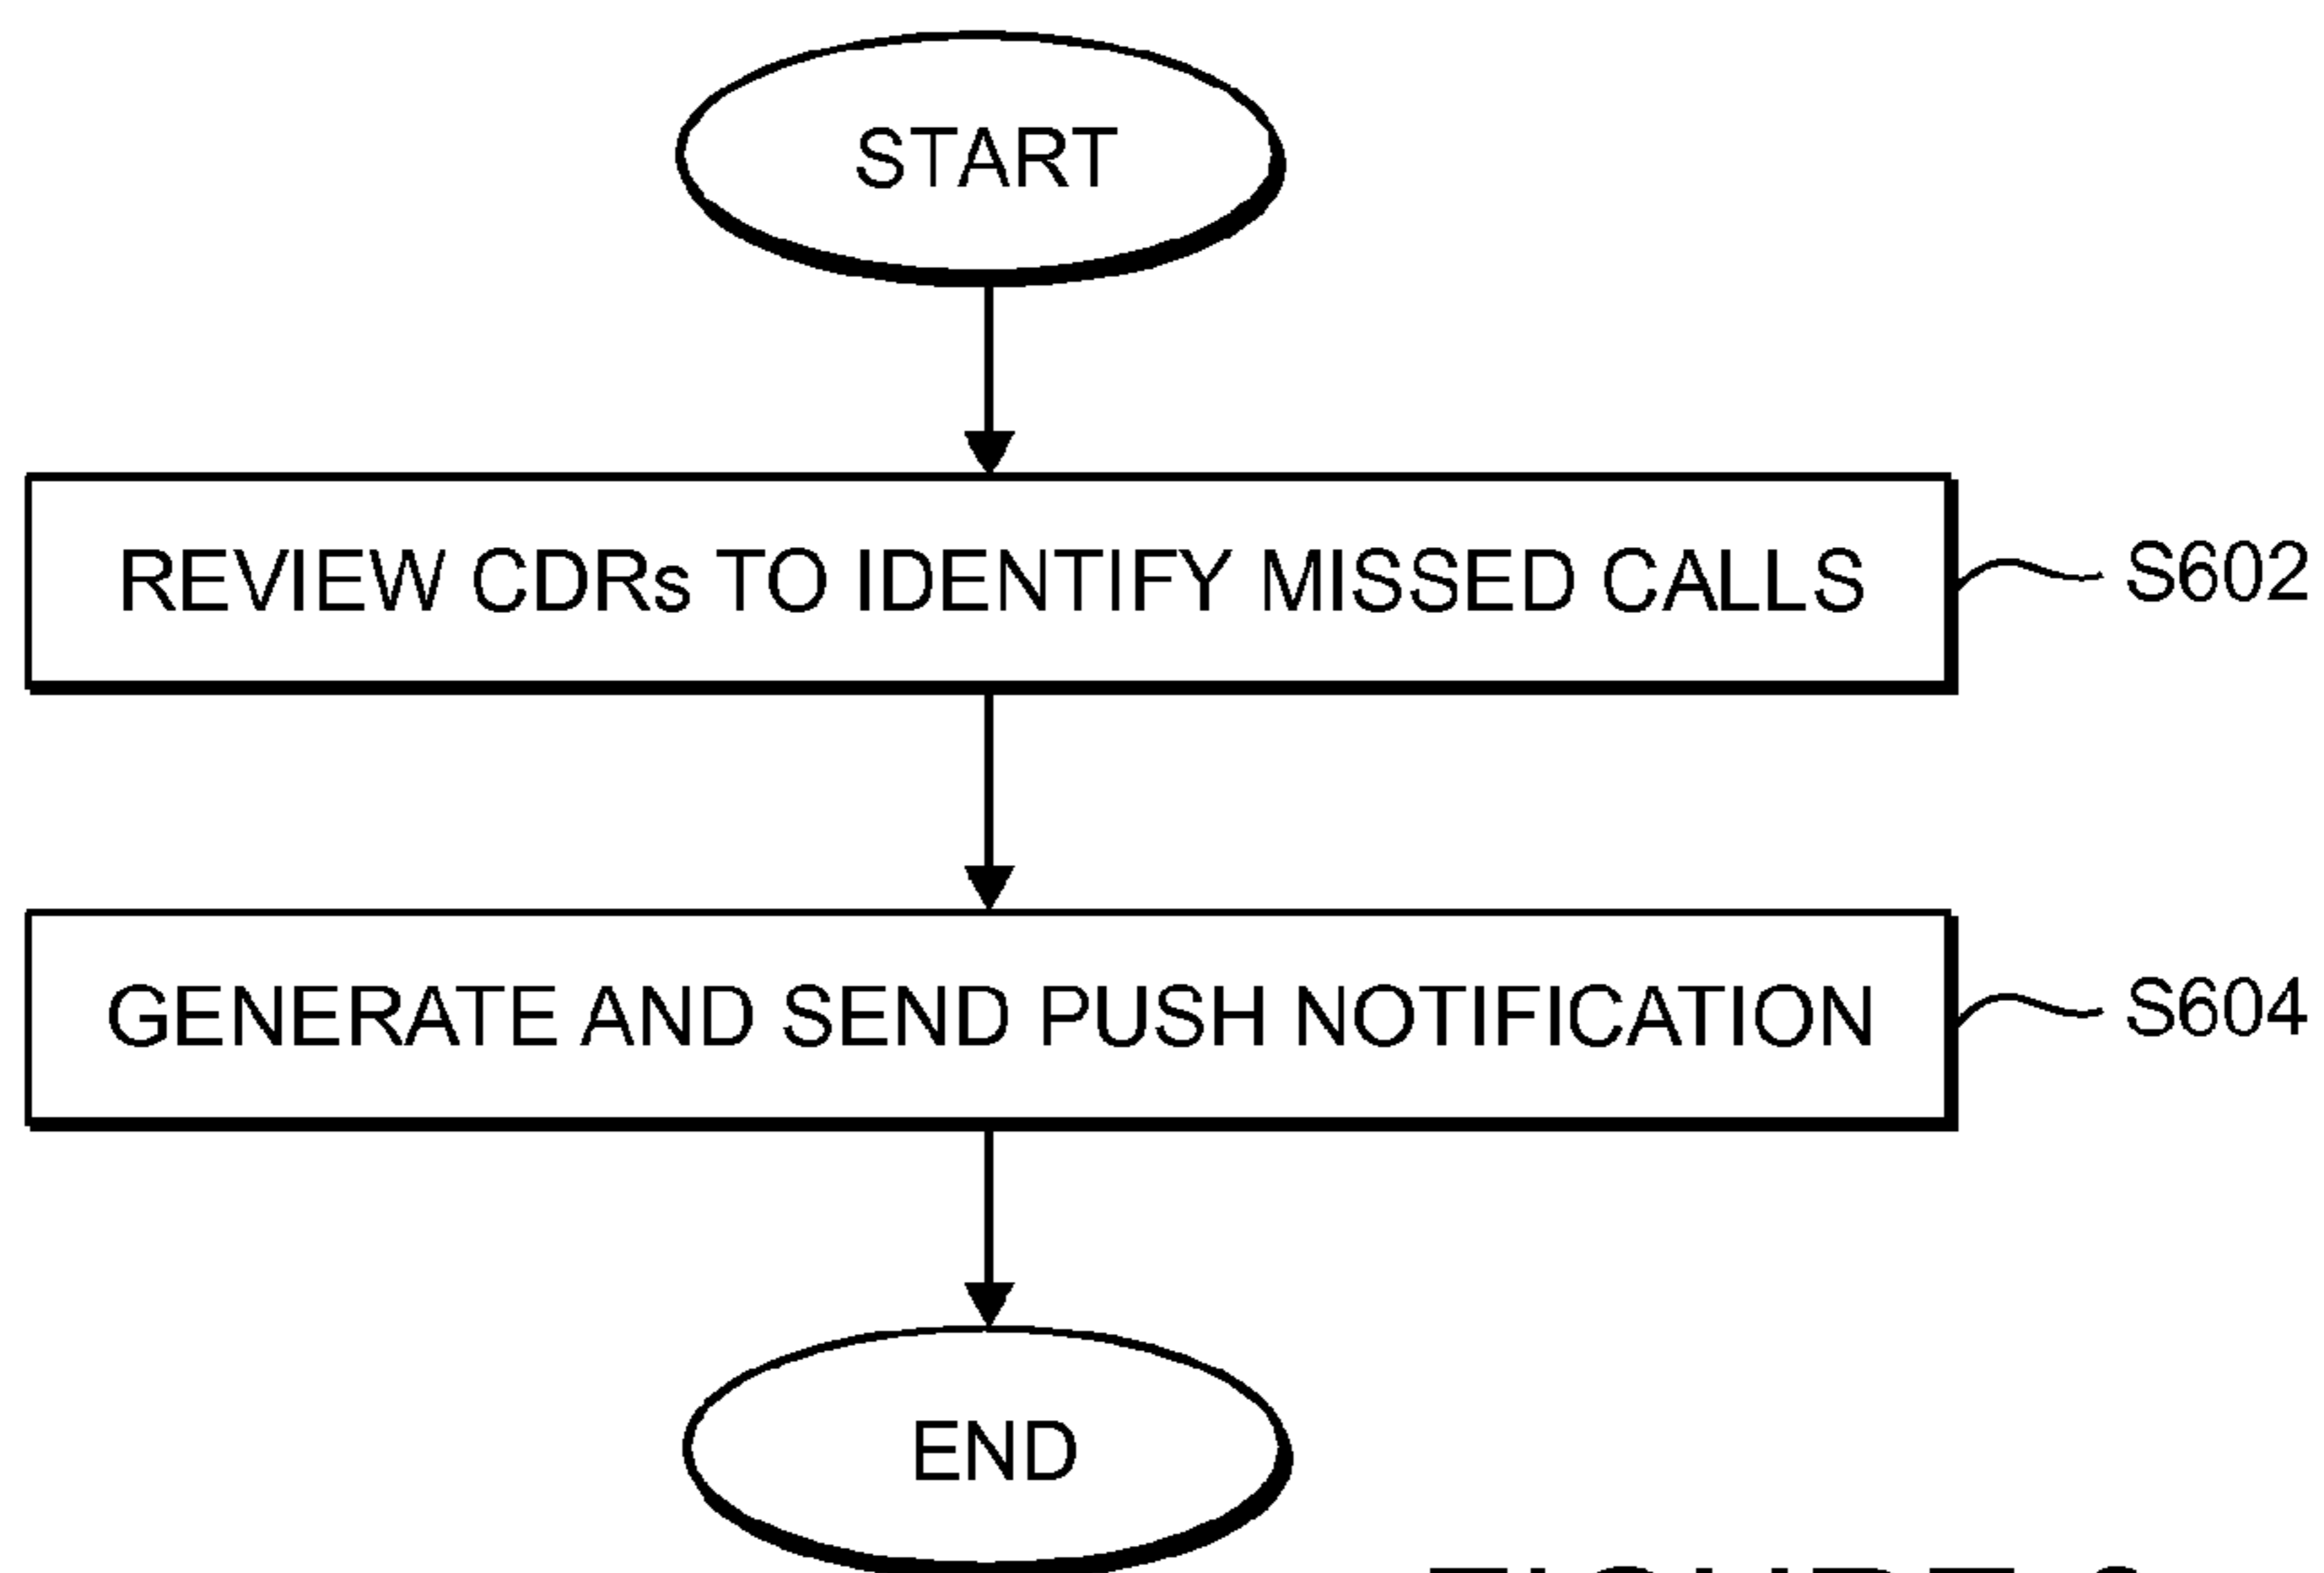 START
REVIEW CDRs TO IDENTIFY MISSED CALLS
S602
GENERATE AND SEND PUSH NOTIFICATION
S604
END